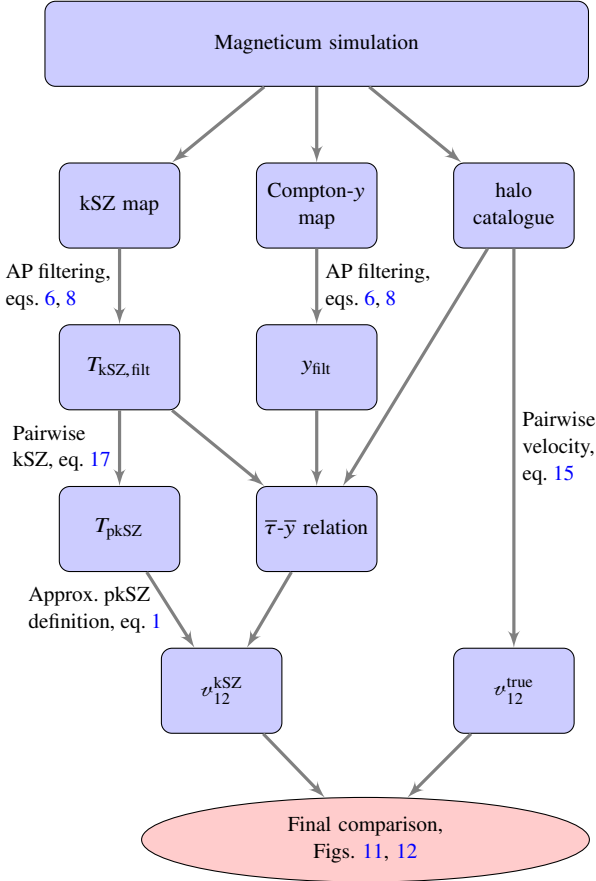 Magneticum simulation
kSZ map
Compton-y
map
halo
catalogue
AP filtering,
eqs. 6, 8
AP filtering,
eqs. 6, 8
T_kSZ,filt
y_filt
Pairwise
kSZ, eq. 17
Pairwise
velocity,
eq. 15
T_pkSZ
τ̅-y̅ relation
Approx. pkSZ
definition, eq. 1
v_12^kSZ
v_12^true
Final comparison,
Figs. 11, 12